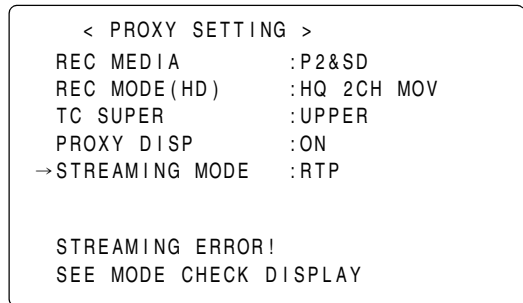 < PROXY SETTING >
REC MEDIA :P2&SD
REC MODE(HD) :HQ 2CH MOV
TC SUPER :UPPER
PROXY DISP :ON
→STREAMING MODE :RTP
STREAMING ERROR!
SEE MODE CHECK DISPLAY